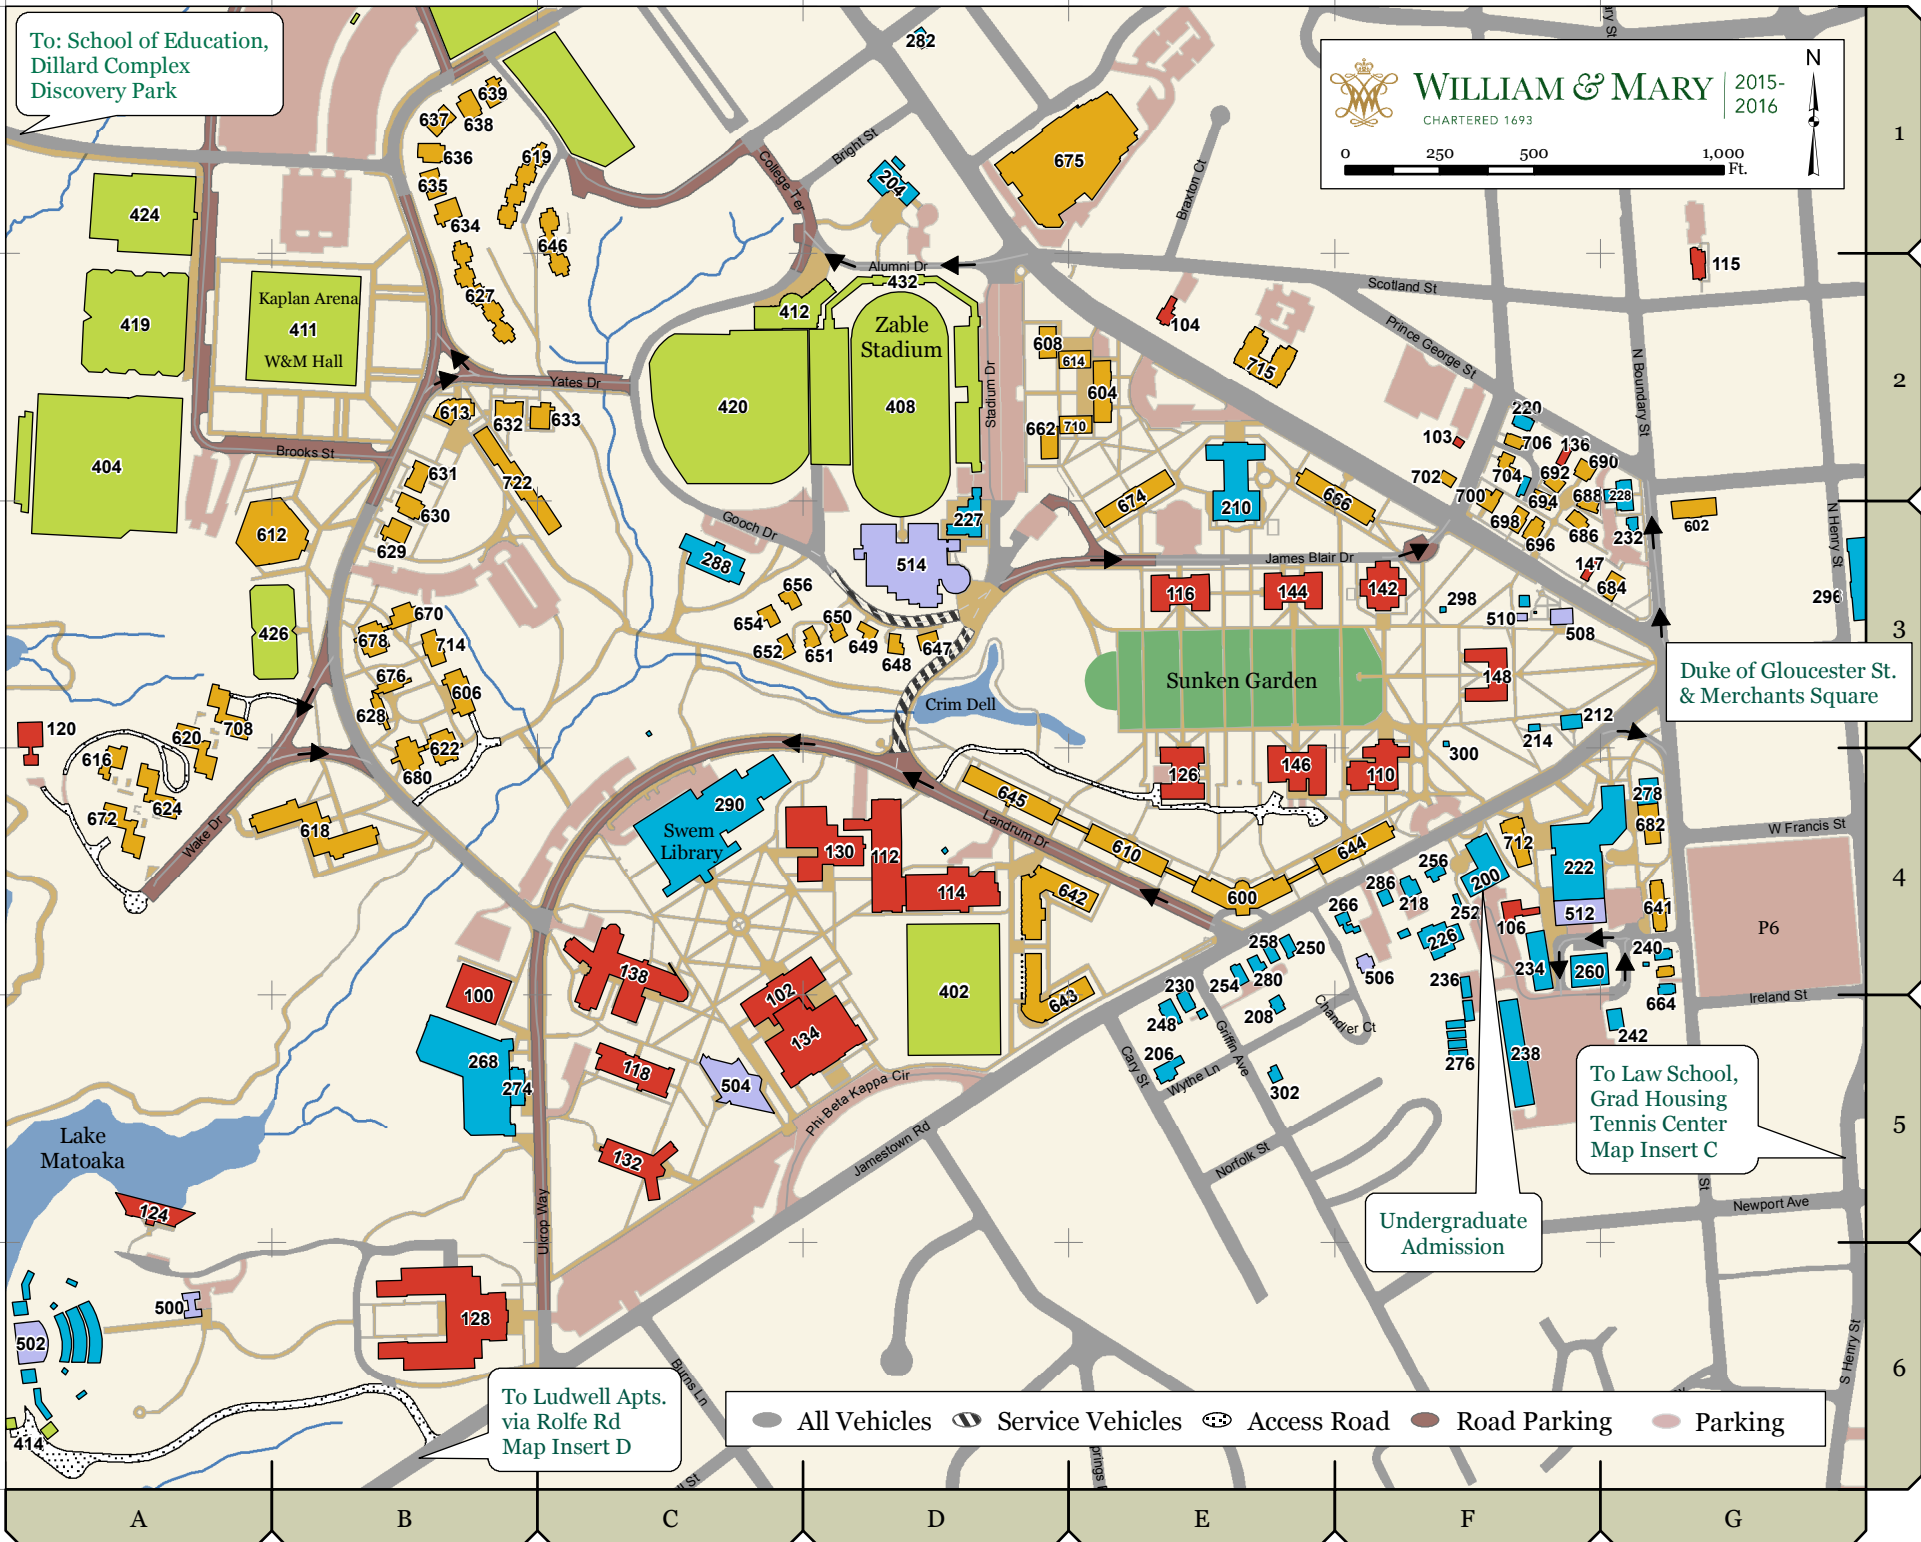 To: School of Education,
Dillard Complex
Discovery Park
282
WILLIAM & MARY
CHARTERED 1693
2015-
2016
N
0 250 500 1,000
Ft.
1
639
637
638
636
619
635
634
646
627
424
College Ter
Bright St
204
675
Braxton Ct
115
Alumni Dr
432
412
Scotland St
Kaplan Arena
411
W&M Hall
419
Zable
Stadium
408
420
Stadium Dr
104
608
614
604
715
Prince George St
N Boundary St
2
Yates Dr
613
632
633
662
710
220
103
706
136
404
Brooks St
631
722
702
704
692
690
700
694
688
228
674
210
666
630
612
629
Gooch Dr
227
698
696
686
232
602
N Henry St
288
514
James Blair Dr
147
684
296
656
116
144
142
298
510
508
426
670
678
714
654
650
652
651
649
648
647
3
676
606
628
Sunken Garden
148
Duke of Gloucester St.
& Merchants Square
Crim Dell
120
708
620
616
622
680
212
214
300
126
146
110
624
672
618
Wake Dr
290
Swem
Library
645
Landrum Dr
610
644
278
682
W Francis St
130
112
114
642
600
712
256
200
222
286
218
266
252
106
512
641
4
P6
226
258
250
234
240
260
506
236
254
280
230
664
Ireland St
138
100
102
134
402
643
248
208
Chandler Ct
Griffin Ave
242
268
274
118
504
206
Cary St
Wythe Ln
302
276
238
Phi Beta Kappa Cir
To Law School,
Grad Housing
Tennis Center
Map Insert C
5
Lake
Matoaka
132
Jamestown Rd
Norfolk St
124
Ukrop Way
St
Newport Ave
Undergraduate
Admission
500
502
128
S Henry St
6
Burns Ln
To Ludwell Apts.
via Rolfe Rd
Map Insert D
414
All Vehicles
Service Vehicles
Access Road
Road Parking
Parking
A B C D E F G